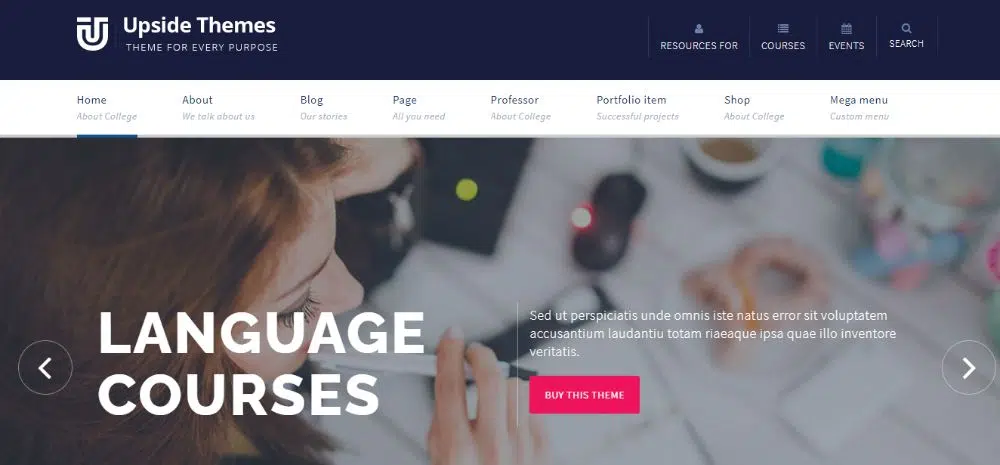 Upside Themes
THEME FOR EVERY PURPOSE
RESOURCES FOR
COURSES
EVENTS
SEARCH
Home
About College
About
We talk about us
Blog
Our stories
Page
All you need
Professor
About College
Portfolio item
Successful projects
Shop
About College
Mega menu
Custom menu
LANGUAGE
COURSES
Sed ut perspiciatis unde omnis iste natus error sit voluptatem
accusantium laudantiu totam riaeaque ipsa quae illo inventore
veritatis.
BUY THIS THEME